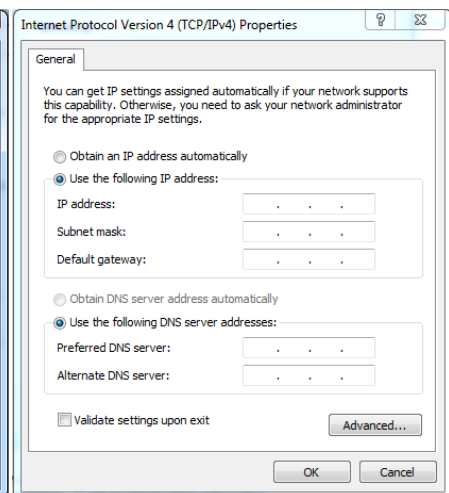 Internet Protocol Version 4 (TCP/IPv4) Properties
General
You can get IP settings assigned automatically if your network supports
this capability. Otherwise, you need to ask your network administrator
for the appropriate IP settings.
Obtain an IP address automatically
Use the following IP address:
IP address:
. . .
Subnet mask:
. . .
Default gateway:
. . .
Obtain DNS server address automatically
Use the following DNS server addresses:
Preferred DNS server:
. . .
Alternate DNS server:
. . .
Validate settings upon exit
Advanced...
OK
Cancel